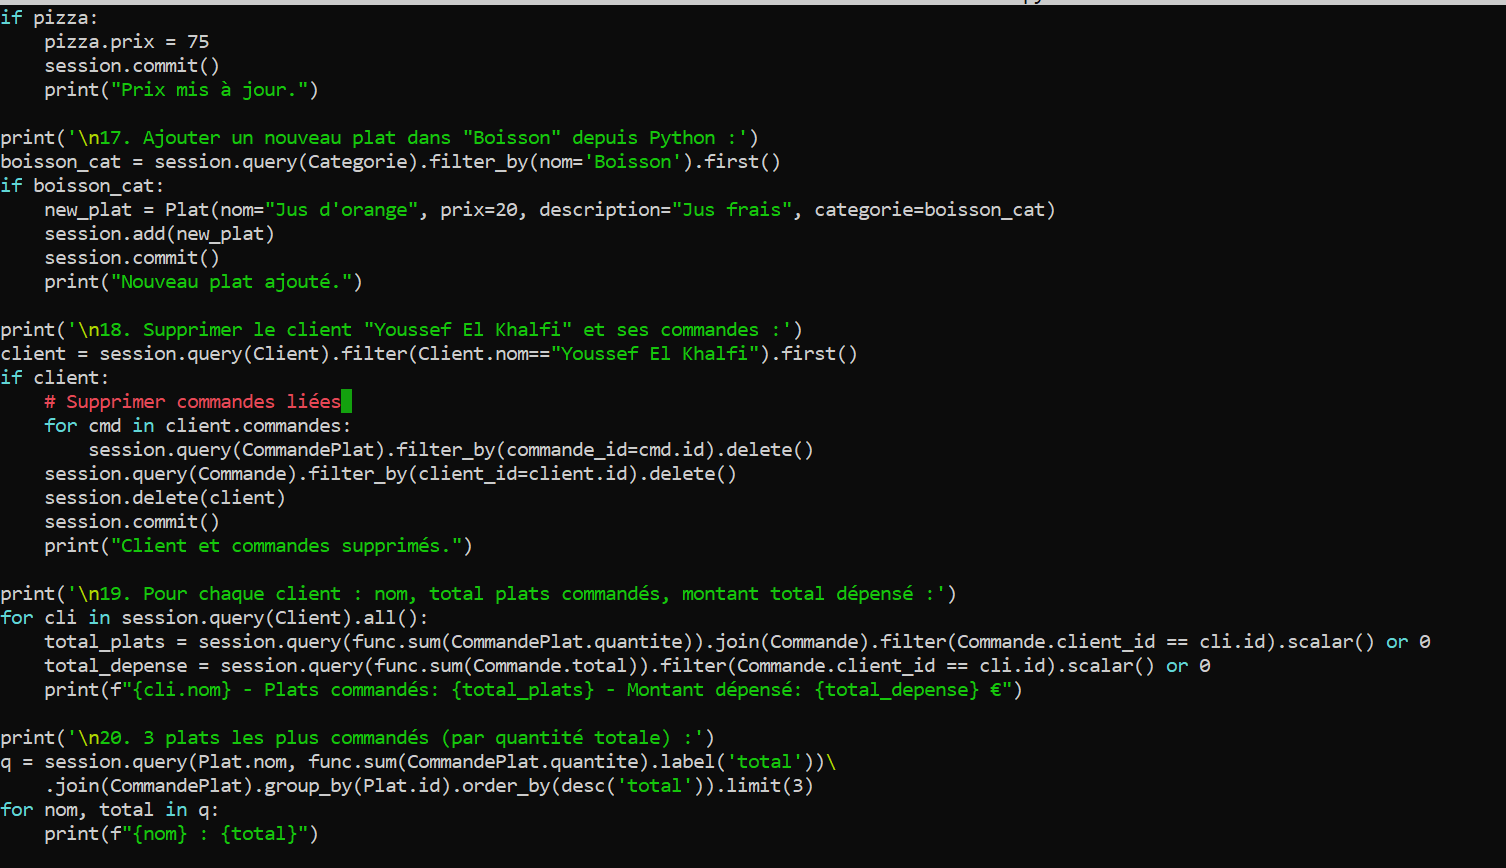 if pizza:
    pizza.prix = 75
    session.commit()
    print("Prix mis à jour.")

print('\n17. Ajouter un nouveau plat dans "Boisson" depuis Python :')
boisson_cat = session.query(Categorie).filter_by(nom='Boisson').first()
if boisson_cat:
    new_plat = Plat(nom="Jus d'orange", prix=20, description="Jus frais", categorie=boisson_cat)
    session.add(new_plat)
    session.commit()
    print("Nouveau plat ajouté.")

print('\n18. Supprimer le client "Youssef El Khalfi" et ses commandes :')
client = session.query(Client).filter(Client.nom=="Youssef El Khalfi").first()
if client:
    # Supprimer commandes liées
    for cmd in client.commandes:
        session.query(CommandePlat).filter_by(commande_id=cmd.id).delete()
    session.query(Commande).filter_by(client_id=client.id).delete()
    session.delete(client)
    session.commit()
    print("Client et commandes supprimés.")

print('\n19. Pour chaque client : nom, total plats commandés, montant total dépensé :')
for cli in session.query(Client).all():
    total_plats = session.query(func.sum(CommandePlat.quantite)).join(Commande).filter(Commande.client_id == cli.id).scalar() or 0
    total_depense = session.query(func.sum(Commande.total)).filter(Commande.client_id == cli.id).scalar() or 0
    print(f"{cli.nom} - Plats commandés: {total_plats} - Montant dépensé: {total_depense} €")

print('\n20. 3 plats les plus commandés (par quantité totale) :')
q = session.query(Plat.nom, func.sum(CommandePlat.quantite).label('total'))\
    .join(CommandePlat).group_by(Plat.id).order_by(desc('total')).limit(3)
for nom, total in q:
    print(f"{nom} : {total}")